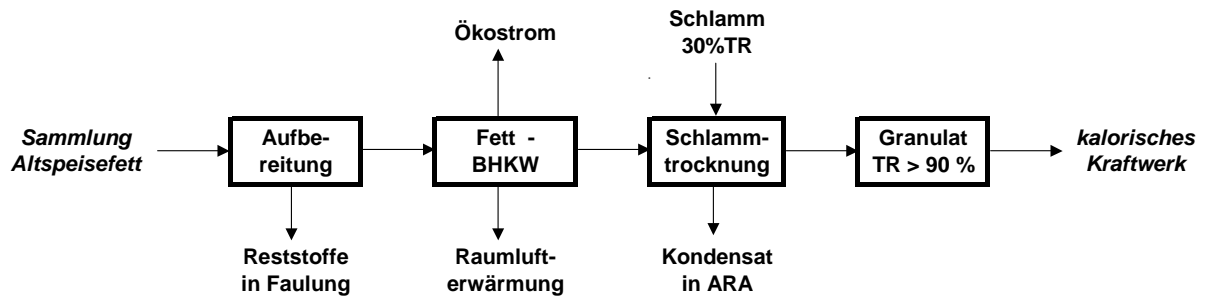 Ökostrom
Schlamm
30%TR
Sammlung
Altspeisefett
Aufbe-
reitung
Fett -
BHKW
Schlamm-
trocknung
Granulat
TR > 90 %
kalorisches
Kraftwerk
Reststoffe
in Faulung
Raumluft-
erwärmung
Kondensat
in ARA